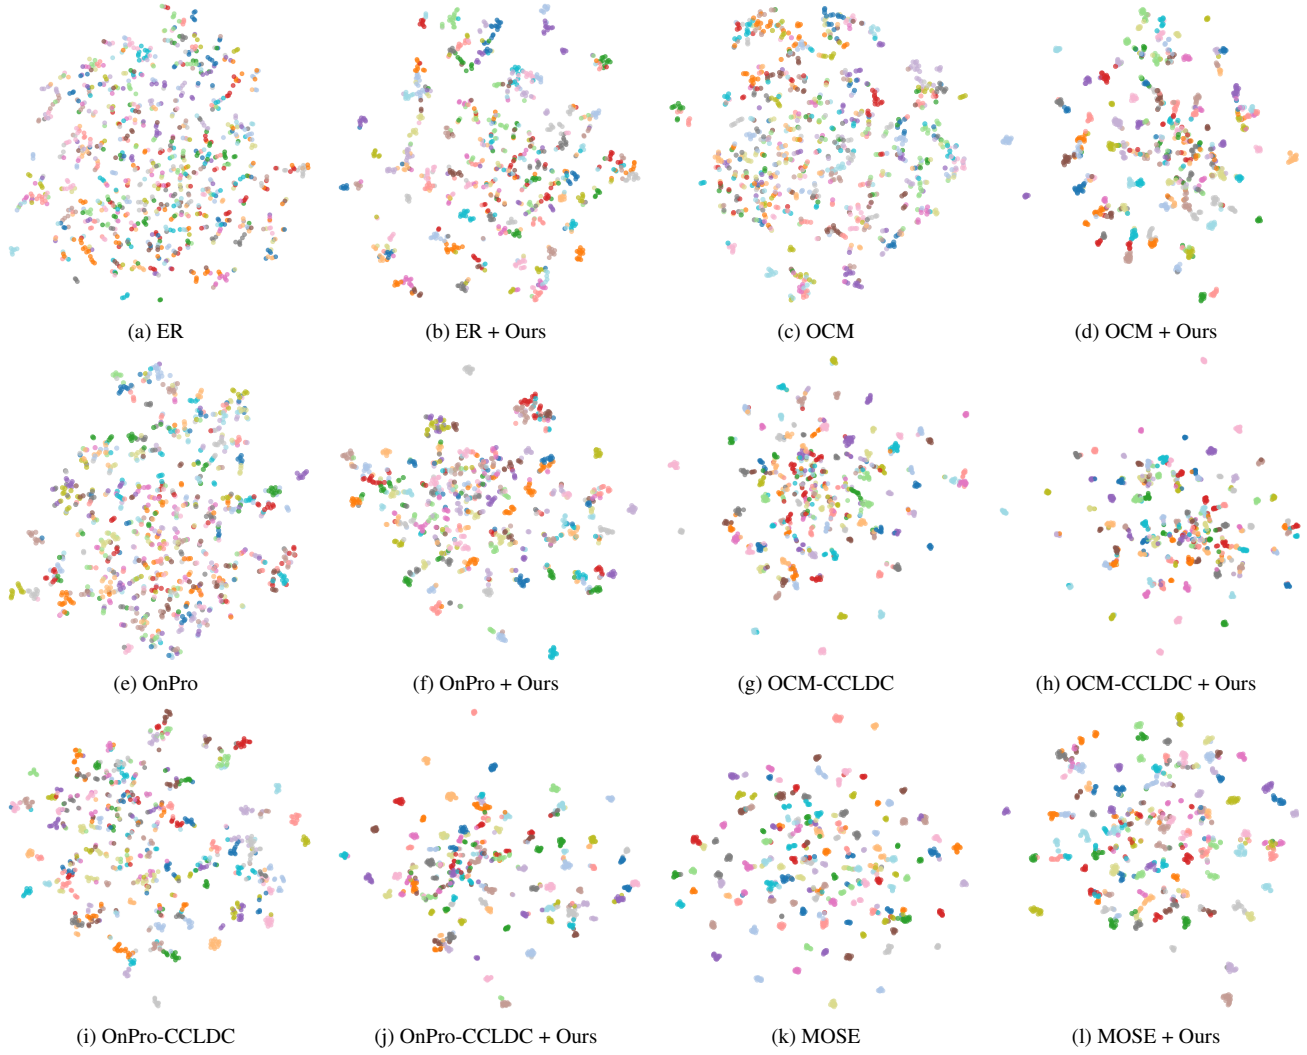 (a) ER
(b) ER + Ours
(c) OCM
(d) OCM + Ours
(e) OnPro
(f) OnPro + Ours
(g) OCM-CCLDC
(h) OCM-CCLDC + Ours
(i) OnPro-CCLDC
(j) OnPro-CCLDC + Ours
(k) MOSE
(l) MOSE + Ours